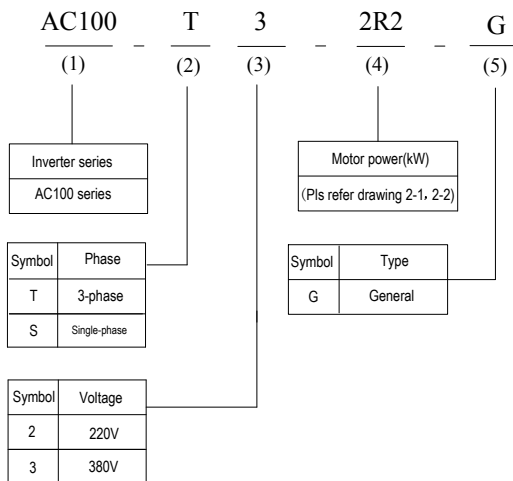 AC100 - T 3 - 2R2 - G
(1) (2) (3) (4) (5)
Inverter series
AC100 series
Motor power(kW)
(Pls refer drawing 2-1, 2-2)
Symbol Phase
T 3-phase
S Single-phase
Symbol Type
G General
Symbol Voltage
2 220V
3 380V